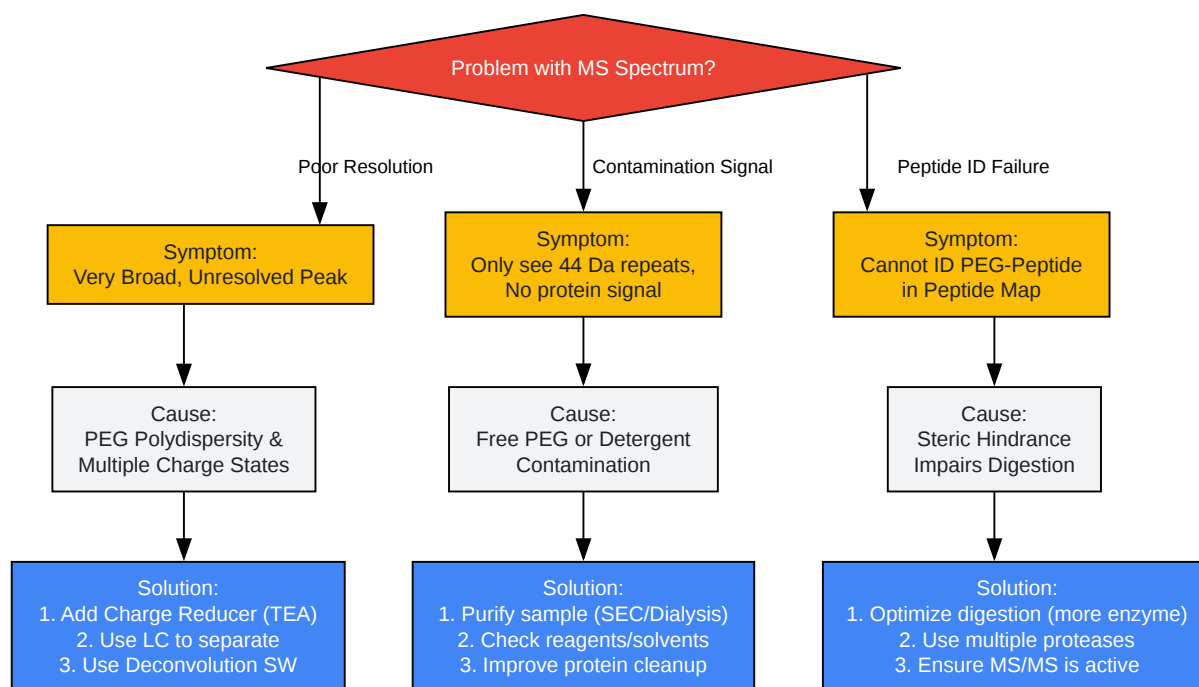 Problem with MS Spectrum?
Poor Resolution
Contamination Signal
Peptide ID Failure
Symptom:
Very Broad, Unresolved Peak
Symptom:
Only see 44 Da repeats,
No protein signal
Symptom:
Cannot ID PEG-Peptide
in Peptide Map
Cause:
PEG Polydispersity &
Multiple Charge States
Cause:
Free PEG or Detergent
Contamination
Cause:
Steric Hindrance
Impairs Digestion
Solution:
1. Add Charge Reducer (TEA)
2. Use LC to separate
3. Use Deconvolution SW
Solution:
1. Purify sample (SEC/Dialysis)
2. Check reagents/solvents
3. Improve protein cleanup
Solution:
1. Optimize digestion (more enzyme)
2. Use multiple proteases
3. Ensure MS/MS is active